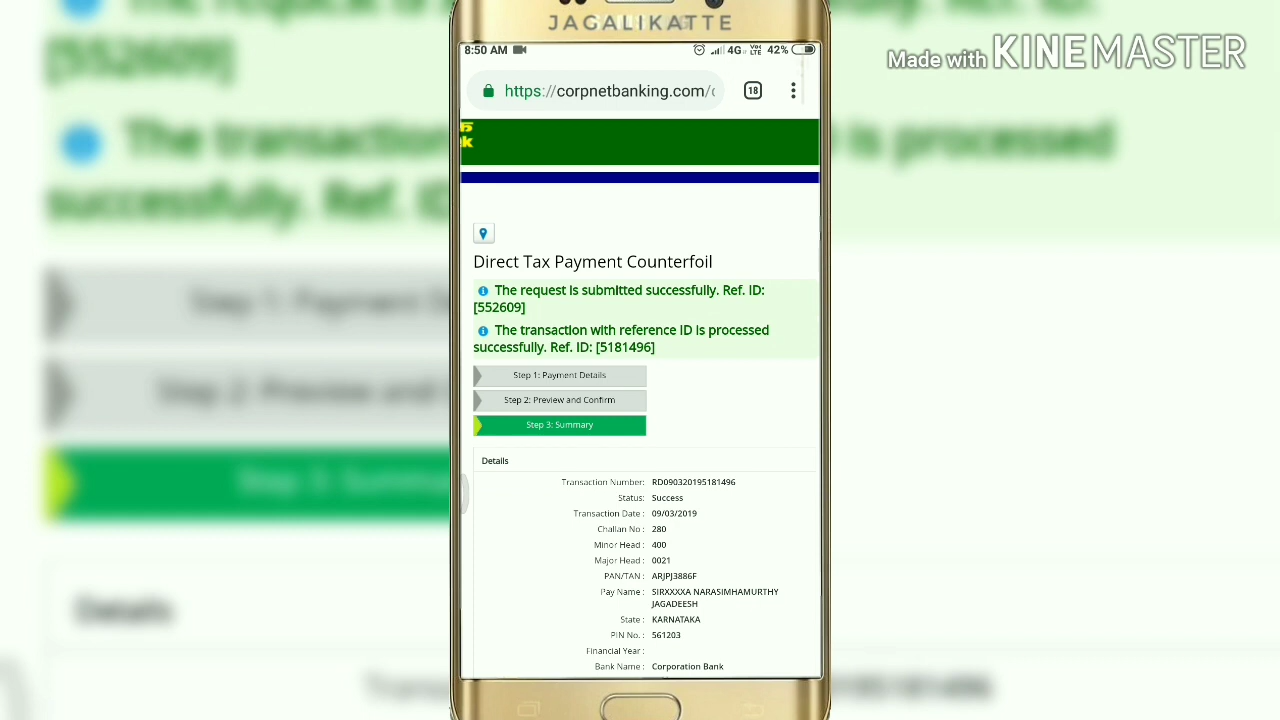 JAGALIKATTE
Made with KINEMASTER
8:50 AM 4G VoLTE 42%
https://corpnetbanking.com/c 18
क
k
Direct Tax Payment Counterfoil
The request is submitted successfully. Ref. ID:
[552609]
The transaction with reference ID is processed
successfully. Ref. ID: [5181496]
Step 1: Payment Details
Step 2: Preview and Confirm
Step 3: Summary
Details
Transaction Number: RD090320195181496
Status: Success
Transaction Date : 09/03/2019
Challan No : 280
Minor Head : 400
Major Head : 0021
PAN/TAN : ARJPJ3886F
Pay Name : SIRXXXXA NARASIMHAMURTHY
JAGADEESH
State : KARNATAKA
PIN No. : 561203
Financial Year :
Bank Name : Corporation Bank